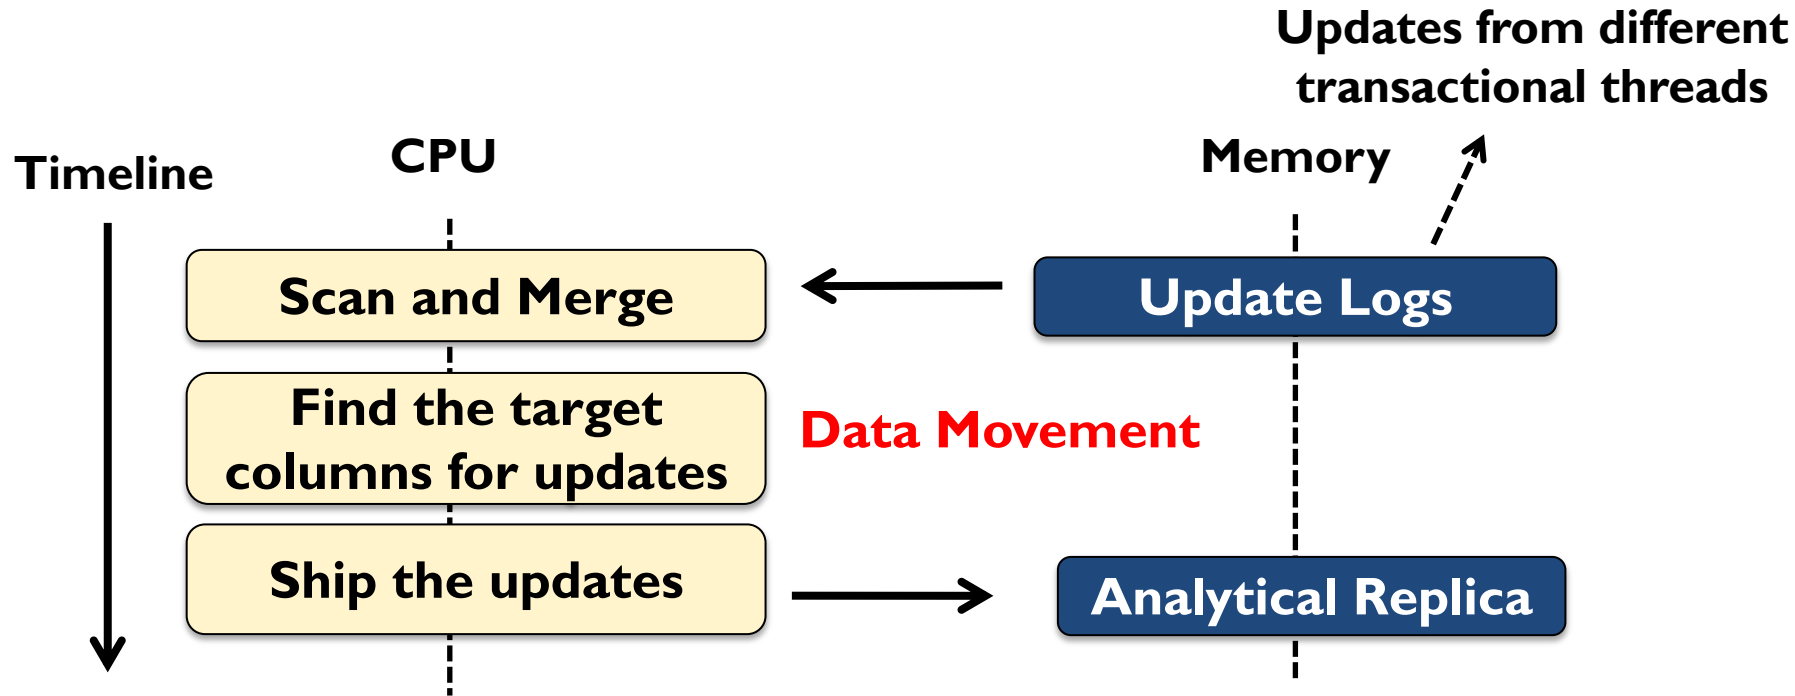 Updates from different
transactional threads
Timeline
CPU
Memory
Scan and Merge
Update Logs
Find the target
columns for updates
Data Movement
Ship the updates
Analytical Replica